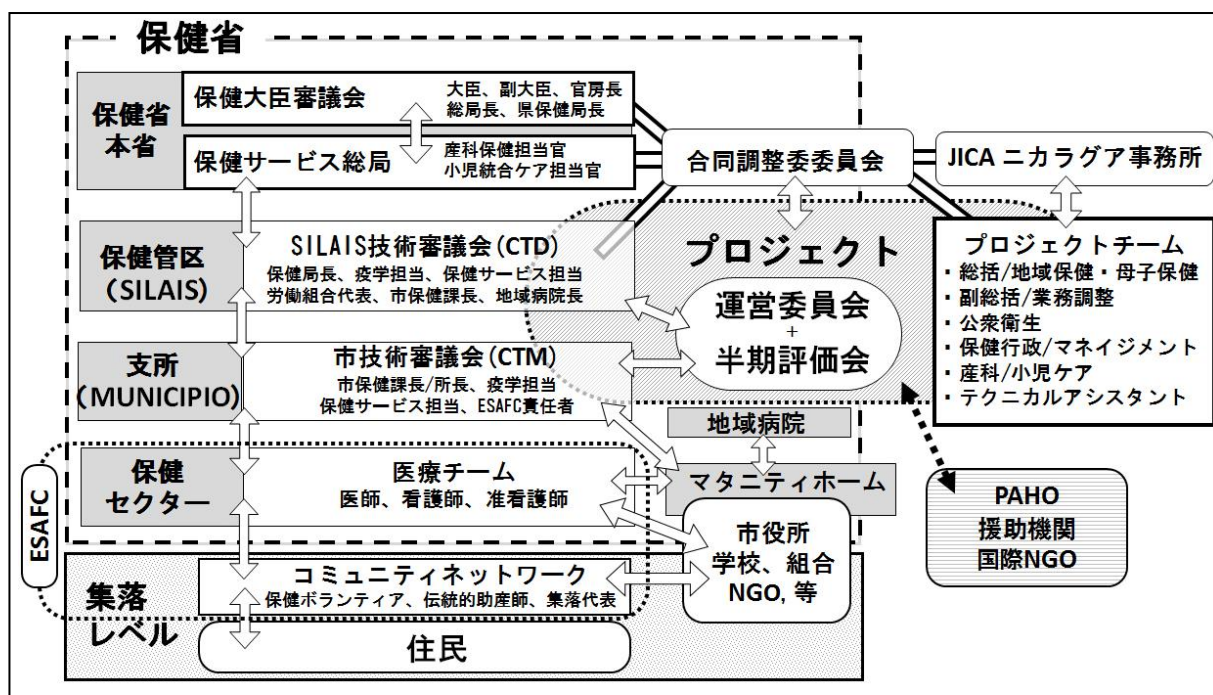 保健省
保健省
本省
保健大臣審議会
大臣、副大臣、官房長
総局長、県保健局長
保健サービス総局
産科保健担当官
小児統合ケア担当官
合同調整委委員会
JICA ニカラグア事務所
保健管区
（SILAIS）
SILAIS技術審議会(CTD)
保健局長、疫学担当、保健サービス担当
労働組合代表、市保健課長、地域病院長
プロジェクト
運営委員会
+
半期評価会
プロジェクトチーム
・総括/地域保健・母子保健
・副総括/業務調整
・公衆衛生
・保健行政/マネイジメント
・産科/小児ケア
・テクニカルアシスタント
支所
(MUNICIPIO)
市技術審議会(CTM)
市保健課長/所長、疫学担当
保健サービス担当、ESAFC責任者
地域病院
マタニティホーム
保健
セクター
医療チーム
医師、看護師、准看護師
ESAFC
市役所
学校、組合
NGO, 等
PAHO
援助機関
国際NGO
集落
レベル
コミュニティネットワーク
保健ボランティア、伝統的助産師、集落代表
住民